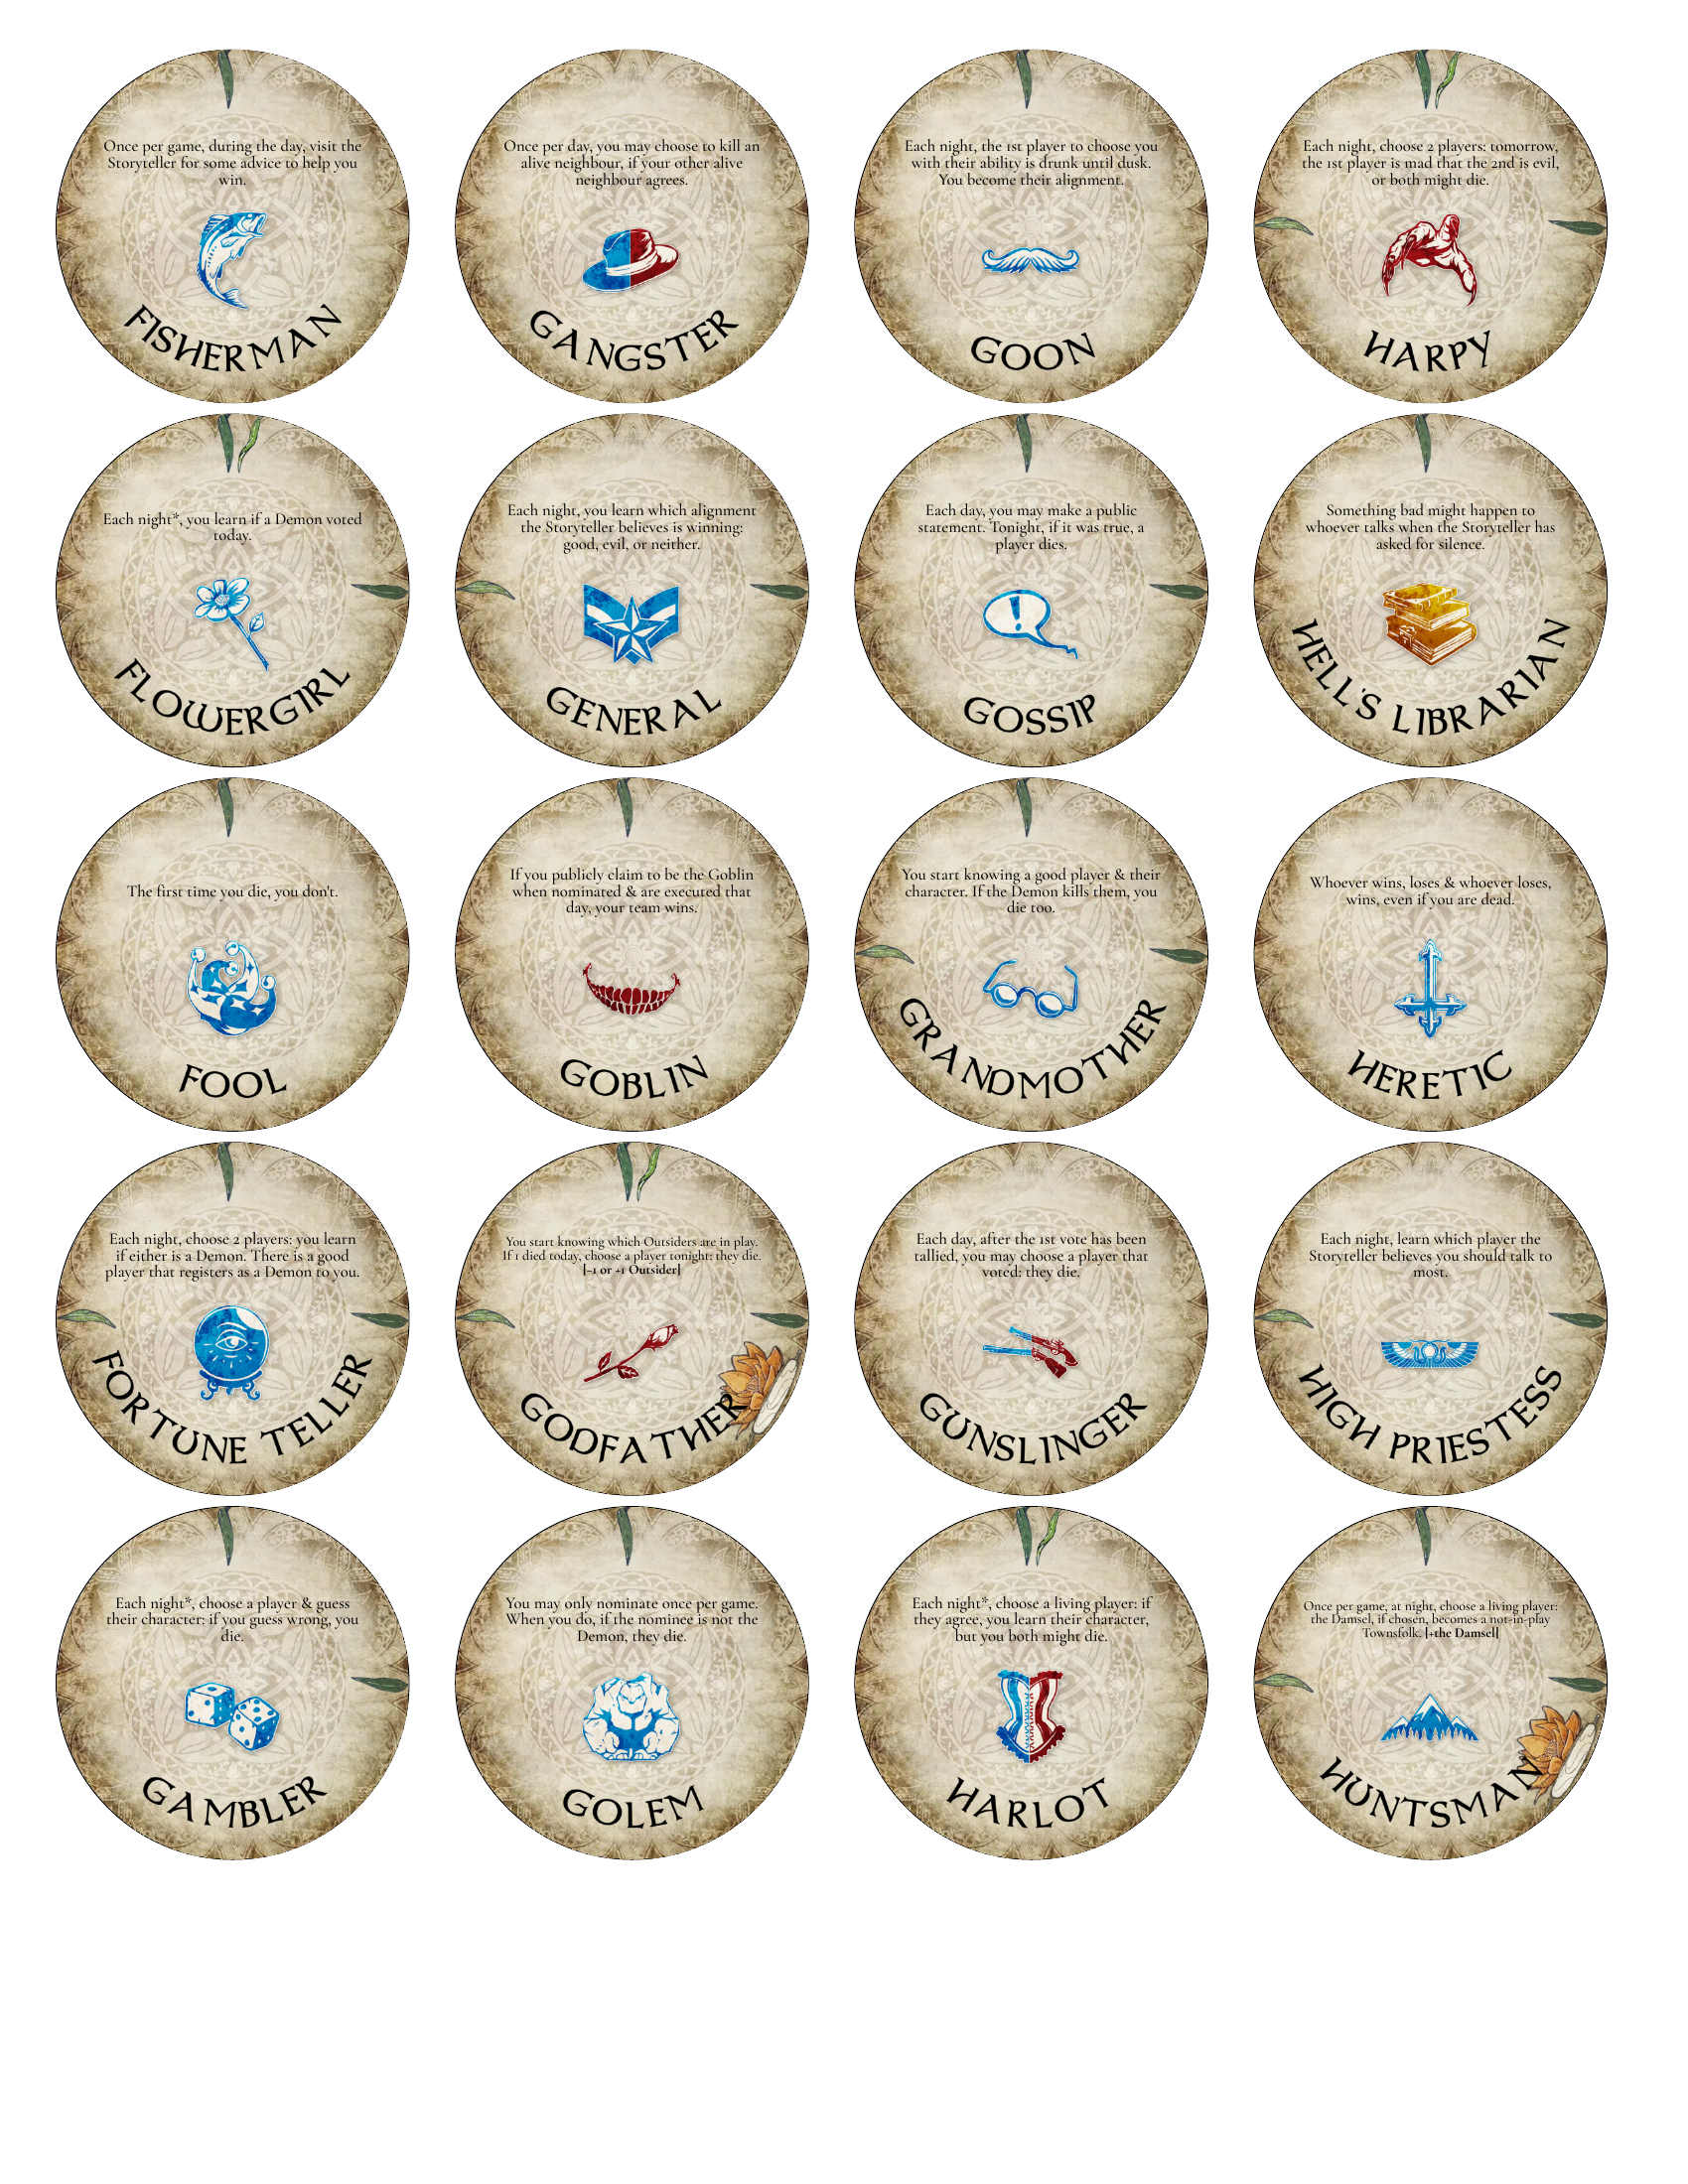 Once per game, during the day, visit the
Storyteller for some advice to help you
win.
FISHERMAN
Once per day, you may choose to kill an
alive neighbour, if your other alive
neighbour agrees.
GANGSTER
Each night, the 1st player to choose you
with their ability is drunk until dusk.
You become their alignment.
GOON
Each night, choose 2 players: tomorrow,
the 1st player is mad that the 2nd is evil,
or both might die.
HARPY
Each night*, you learn if a Demon voted
today.
FLOWERGIRL
Each night, you learn which alignment
the Storyteller believes is winning:
good, evil, or neither.
GENERAL
Each day, you may make a public
statement. Tonight, if it was true, a
player dies.
GOSSIP
Something bad might happen to
whoever talks when the Storyteller has
asked for silence.
HELL'S LIBRARIAN
The first time you die, you don't.
FOOL
If you publicly claim to be the Goblin
when nominated & are executed that
day, your team wins.
GOBLIN
You start knowing a good player & their
character. If the Demon kills them, you
die too.
GRANDMOTHER
Whoever wins, loses & whoever loses,
wins, even if you are dead.
HERETIC
Each night, choose 2 players: you learn
if either is a Demon. There is a good
player that registers as a Demon to you.
FORTUNE TELLER
You start knowing which Outsiders are in play.
If 1 died today, choose a player tonight: they die.
[-1 or +1 Outsider]
GODFATHER
Each day, after the 1st vote has been
tallied, you may choose a player that
voted: they die.
GUNSLINGER
Each night, learn which player the
Storyteller believes you should talk to
most.
HIGH PRIESTESS
Each night*, choose a player & guess
their character: if you guess wrong, you
die.
GAMBLER
You may only nominate once per game.
When you do, if the nominee is not the
Demon, they die.
GOLEM
Each night*, choose a living player: if
they agree, you learn their character,
but you both might die.
HARLOT
Once per game, at night, choose a living player:
the Damsel, if chosen, becomes a not-in-play
Townsfolk. [+the Damsel]
HUNTSMAN